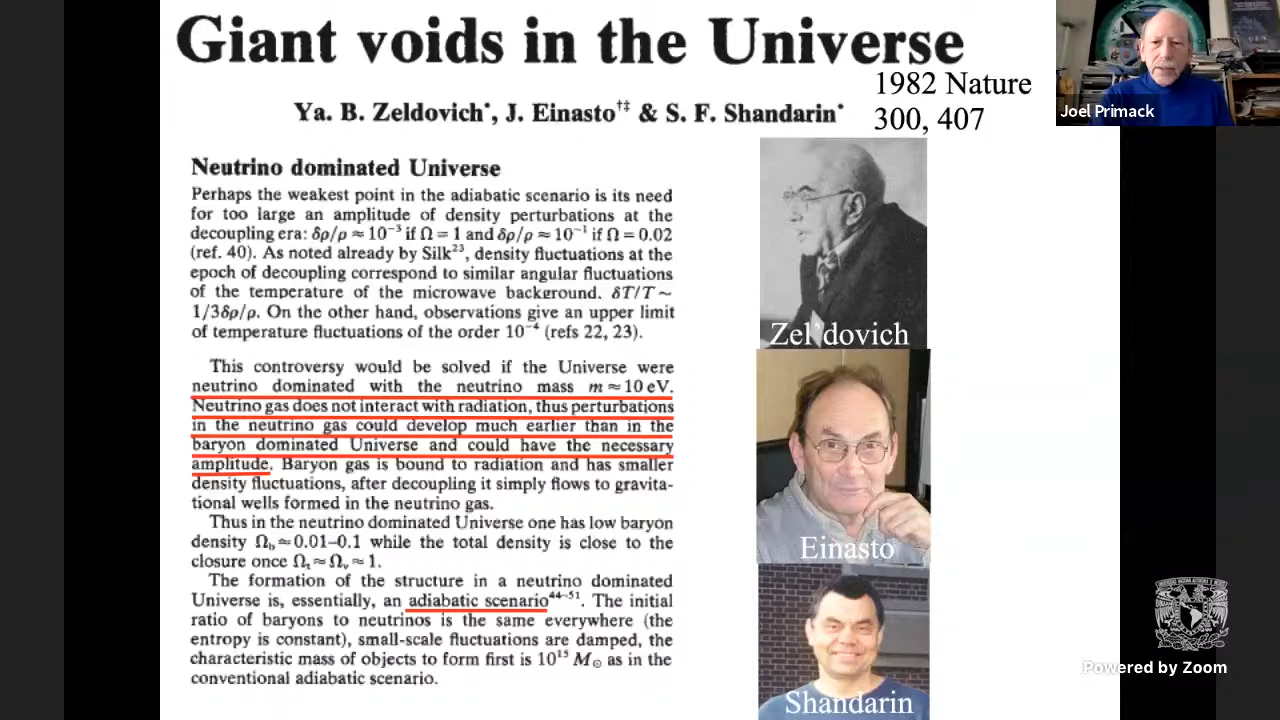 Giant voids in the Universe
1982 Nature
300, 407
Ya. B. Zeldovich*, J. Einasto†‡ & S. F. Shandarin*
Joel Primack
Neutrino dominated Universe
Perhaps the weakest point in the adiabatic scenario is its need
for too large an amplitude of density perturbations at the
decoupling era: δρ/ρ ≈ 10⁻³ if Ω = 1 and δρ/ρ ≈ 10⁻¹ if Ω = 0.02
(ref. 40). As noted already by Silk²³, density fluctuations at the
epoch of decoupling correspond to similar angular fluctuations
of the temperature of the microwave background. δT/T ~
1/3δρ/ρ. On the other hand, observations give an upper limit
of temperature fluctuations of the order 10⁻⁴ (refs 22, 23).
This controversy would be solved if the Universe were
neutrino dominated with the neutrino mass m ≈ 10 eV.
Neutrino gas does not interact with radiation, thus perturbations
in the neutrino gas could develop much earlier than in the
baryon dominated Universe and could have the necessary
amplitude. Baryon gas is bound to radiation and has smaller
density fluctuations, after decoupling it simply flows to gravita-
tional wells formed in the neutrino gas.
Thus in the neutrino dominated Universe one has low baryon
density Ω_b ≈ 0.01–0.1 while the total density is close to the
closure once Ω_t ≈ Ω_ν ≈ 1.
The formation of the structure in a neutrino dominated
Universe is, essentially, an adiabatic scenario⁴⁴⁻⁵¹. The initial
ratio of baryons to neutrinos is the same everywhere (the
entropy is constant), small-scale fluctuations are damped, the
characteristic mass of objects to form first is 10¹⁵ M⊙ as in the
conventional adiabatic scenario.
Zel'dovich
Einasto
Shandarin
Powered by Zoom